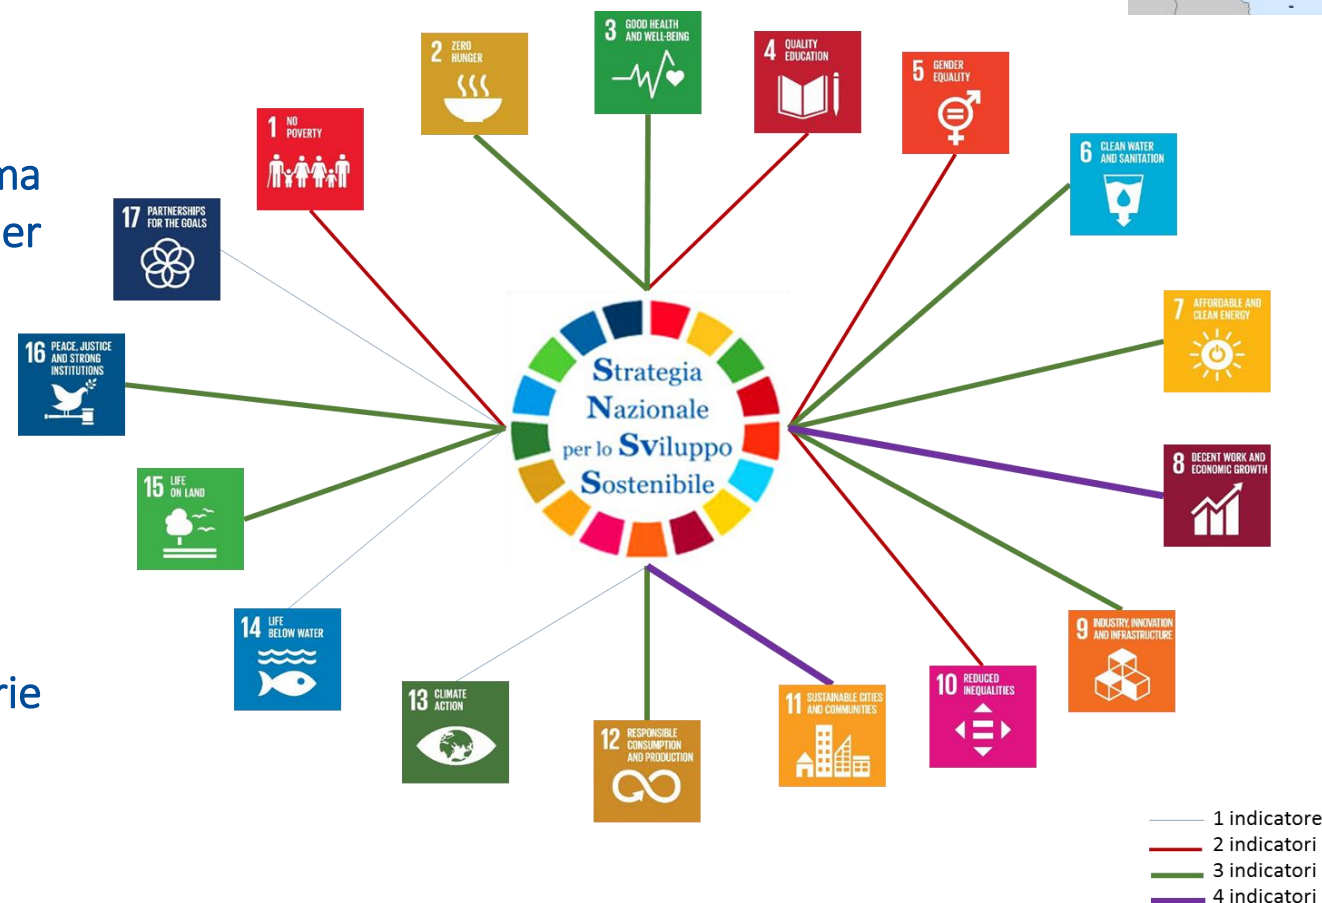 ma
er
rie
1 NO
POVERTY
2 ZERO
HUNGER
3 GOOD HEALTH
AND WELL-BEING
4 QUALITY
EDUCATION
5 GENDER
EQUALITY
6 CLEAN WATER
AND SANITATION
7 AFFORDABLE AND
CLEAN ENERGY
8 DECENT WORK AND
ECONOMIC GROWTH
9 INDUSTRY, INNOVATION
AND INFRASTRUCTURE
10 REDUCED
INEQUALITIES
11 SUSTAINABLE CITIES
AND COMMUNITIES
12 RESPONSIBLE
CONSUMPTION
AND PRODUCTION
13 CLIMATE
ACTION
14 LIFE
BELOW WATER
15 LIFE
ON LAND
16 PEACE, JUSTICE
AND STRONG
INSTITUTIONS
17 PARTNERSHIPS
FOR THE GOALS
Strategia
Nazionale
per lo SViluppo
Sostenibile
1 indicatore
2 indicatori
3 indicatori
4 indicatori